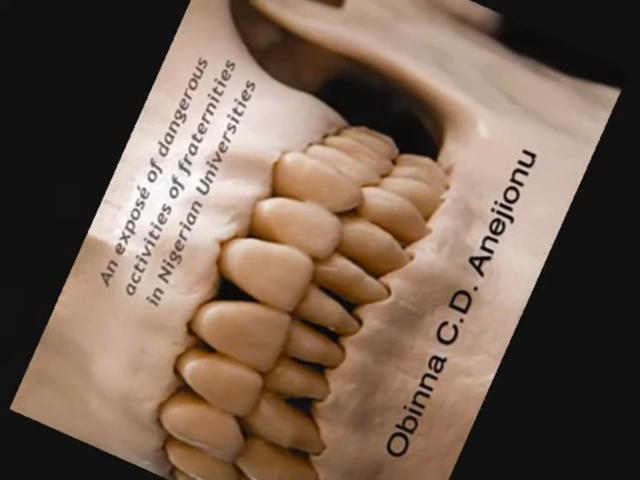 An exposé of dangerous
activities of fraternities
in Nigerian Universities
Obinna C.D. Anejionu